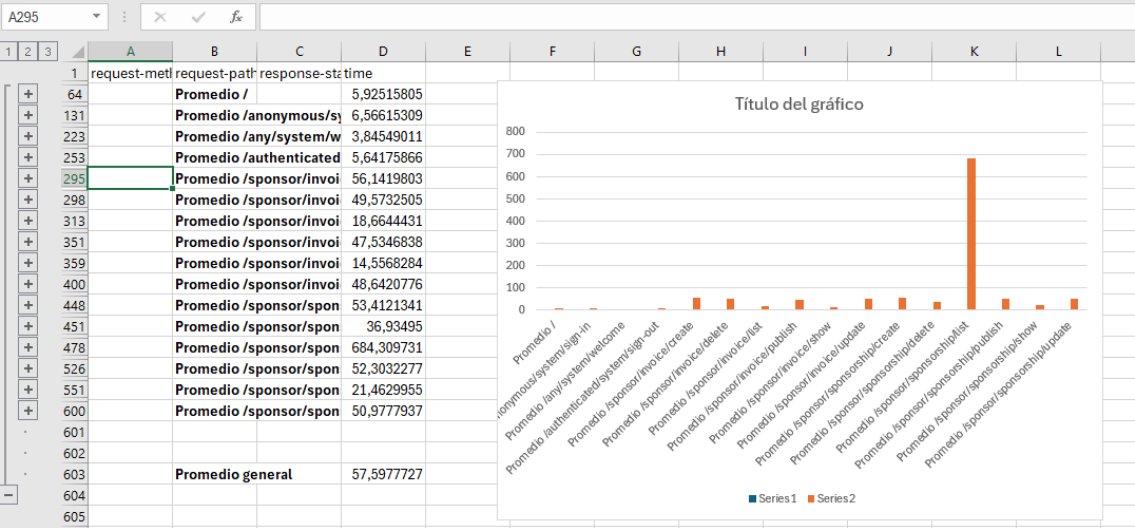 A295
fx
1 2 3
A B C D E F G H I J K L
1 request-meth request-path response-sta time
64 Promedio / 5,92515805
131 Promedio /anonymous/sy 6,56615309
223 Promedio /any/system/w 3,84549011
253 Promedio /authenticated 5,64175866
295 Promedio /sponsor/invoi 56,1419803
298 Promedio /sponsor/invoi 49,5732505
313 Promedio /sponsor/invoi 18,6644431
351 Promedio /sponsor/invoi 47,5346838
359 Promedio /sponsor/invoi 14,5568284
400 Promedio /sponsor/invoi 48,6420776
448 Promedio /sponsor/spon 53,4121341
451 Promedio /sponsor/spon 36,93495
478 Promedio /sponsor/spon 684,309731
526 Promedio /sponsor/spon 52,3032277
551 Promedio /sponsor/spon 21,4629955
600 Promedio /sponsor/spon 50,9777937
601
602
603 Promedio general 57,5977727
604
605
Título del gráfico
800
700
600
500
400
300
200
100
0
Promedio /
onymous/system/sign-in
Promedio /any/system/welcome
Promedio /authenticated/system/sign-out
Promedio /sponsor/invoice/create
Promedio /sponsor/invoice/delete
Promedio /sponsor/invoice/list
Promedio /sponsor/invoice/publish
Promedio /sponsor/invoice/show
Promedio /sponsor/invoice/update
Promedio /sponsor/sponsorship/create
Promedio /sponsor/sponsorship/delete
Promedio /sponsor/sponsorship/list
Promedio /sponsor/sponsorship/publish
Promedio /sponsor/sponsorship/show
Promedio /sponsor/sponsorship/update
Series1 Series2